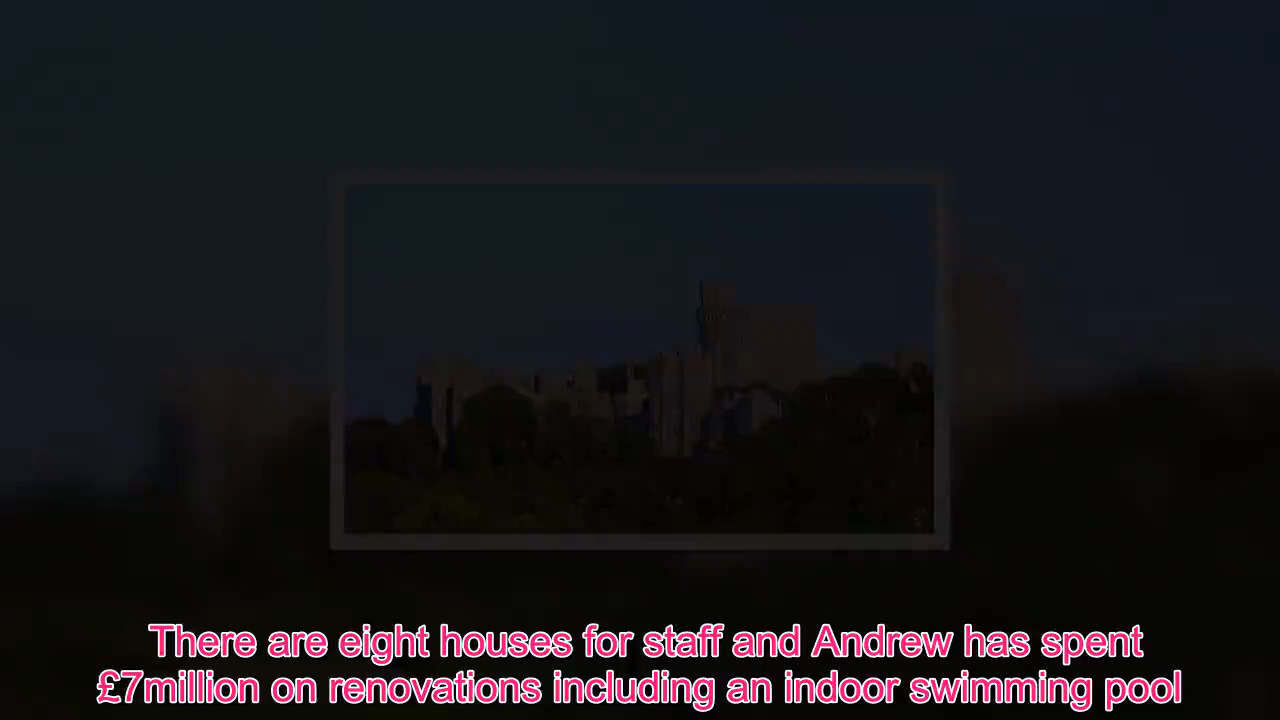 There are eight houses for staff and Andrew has spent
£7million on renovations including an indoor swimming pool